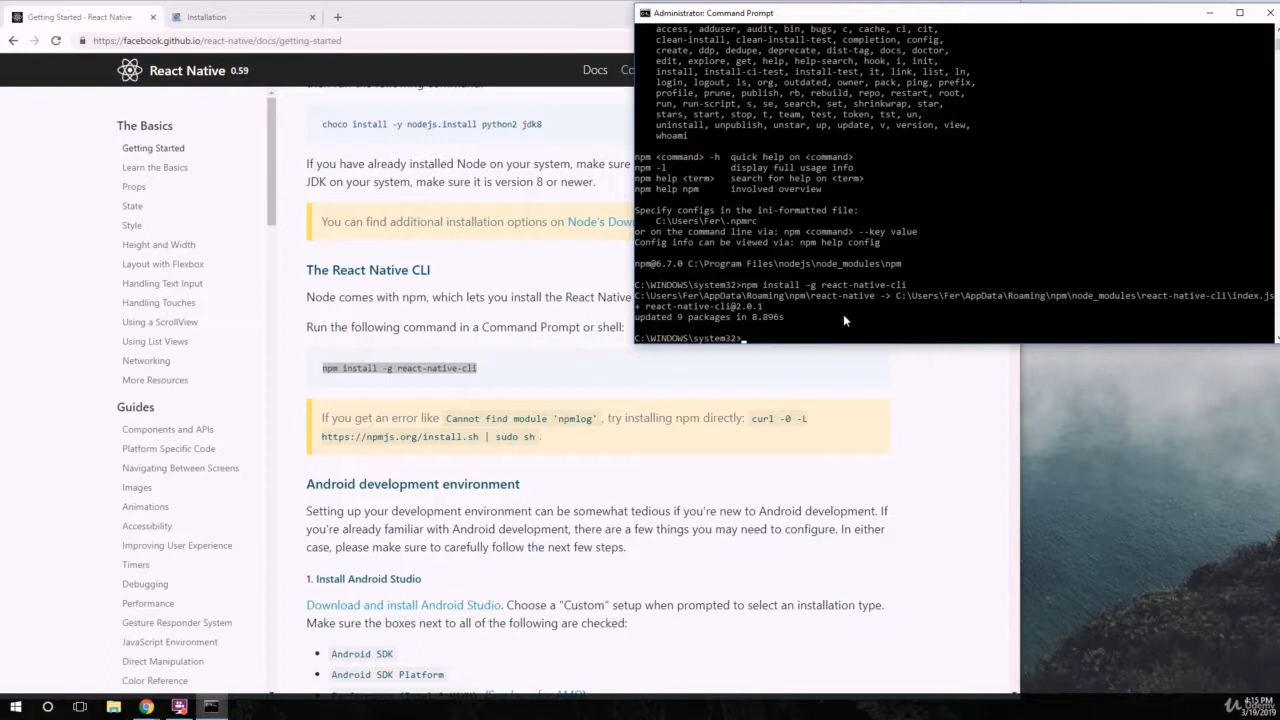 Getting Started · React Native
Installation
https://facebook.github.io/react-native/docs/getting-started
React Native 0.59
Docs
The Basics
Getting Started
Learn the Basics
Props
State
Style
Height and Width
Layout with Flexbox
Handling Text Input
Handling Touches
Using a ScrollView
Using List Views
Networking
More Resources
Guides
Components and APIs
Platform Specific Code
Navigating Between Screens
Images
Animations
Accessibility
Improving User Experience
Timers
Debugging
Performance
Gesture Responder System
JavaScript Environment
Direct Manipulation
Color Reference
choco install -y nodejs.install python2 jdk8
If you have already installed Node on your system, make sure
JDK on your system, make sure it is version 8 or newer.
You can find additional installation options on Node's
The React Native CLI
Node comes with npm, which lets you install the React Native
Run the following command in a Command Prompt or shell:
npm install -g react-native-cli
If you get an error like Cannot find module 'npmlog' , try installing npm directly: curl -0 -L
https://npmjs.org/install.sh | sudo sh .
Android development environment
Setting up your development environment can be somewhat tedious if you're new to Android development. If
you're already familiar with Android development, there are a few things you may need to configure. In either
case, please make sure to carefully follow the next few steps.
1. Install Android Studio
Download and install Android Studio. Choose a "Custom" setup when prompted to select an installation type.
Make sure the boxes next to all of the following are checked:
• Android SDK
• Android SDK Platform
Administrator: Command Prompt
access, adduser, audit, bin, bugs, c, cache, ci, cit,
clean-install, clean-install-test, completion, config,
create, ddp, dedupe, deprecate, dist-tag, docs, doctor,
edit, explore, get, help, help-search, hook, i, init,
install, install-ci-test, install-test, it, link, list, ln,
login, logout, ls, org, outdated, owner, pack, ping, prefix,
profile, prune, publish, rb, rebuild, repo, restart, root,
run, run-script, s, se, search, set, shrinkwrap, star,
stars, start, stop, t, team, test, token, tst, un,
uninstall, unpublish, unstar, up, update, v, version, view,
whoami
npm <command> -h quick help on <command>
npm -l display full usage info
npm help <term> search for help on <term>
npm help npm involved overview
Specify configs in the ini-formatted file:
C:\Users\Fer\.npmrc
or on the command line via: npm <command> --key value
Config info can be viewed via: npm help config
npm@6.7.0 C:\Program Files\nodejs\node_modules\npm
C:\WINDOWS\system32>npm install -g react-native-cli
C:\Users\Fer\AppData\Roaming\npm\react-native -> C:\Users\Fer\AppData\Roaming\npm\node_modules\react-native-cli\index.js
+ react-native-cli@2.0.1
updated 9 packages in 8.896s
C:\WINDOWS\system32>
4:15 PM
3/19/2019
Udemy